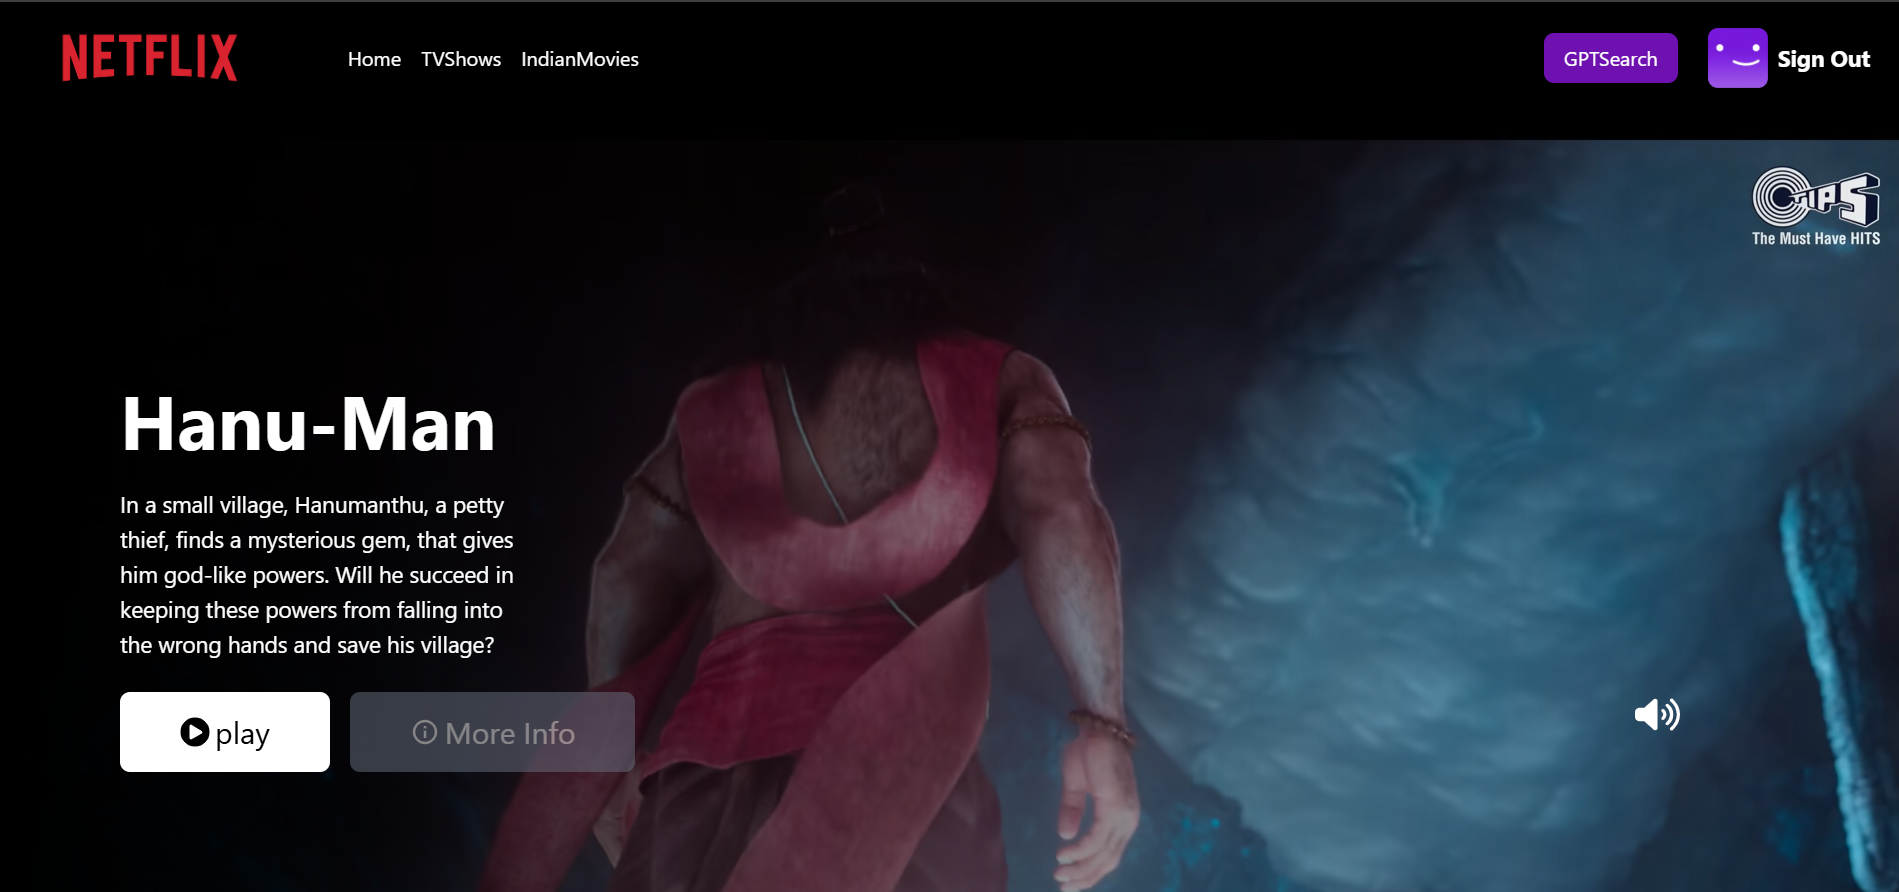 NETFLIX
Home TVShows IndianMovies
GPTSearch
Sign Out
TIPS
The Must Have HITS
Hanu-Man
In a small village, Hanumanthu, a petty
thief, finds a mysterious gem, that gives
him god-like powers. Will he succeed in
keeping these powers from falling into
the wrong hands and save his village?
play
More Info